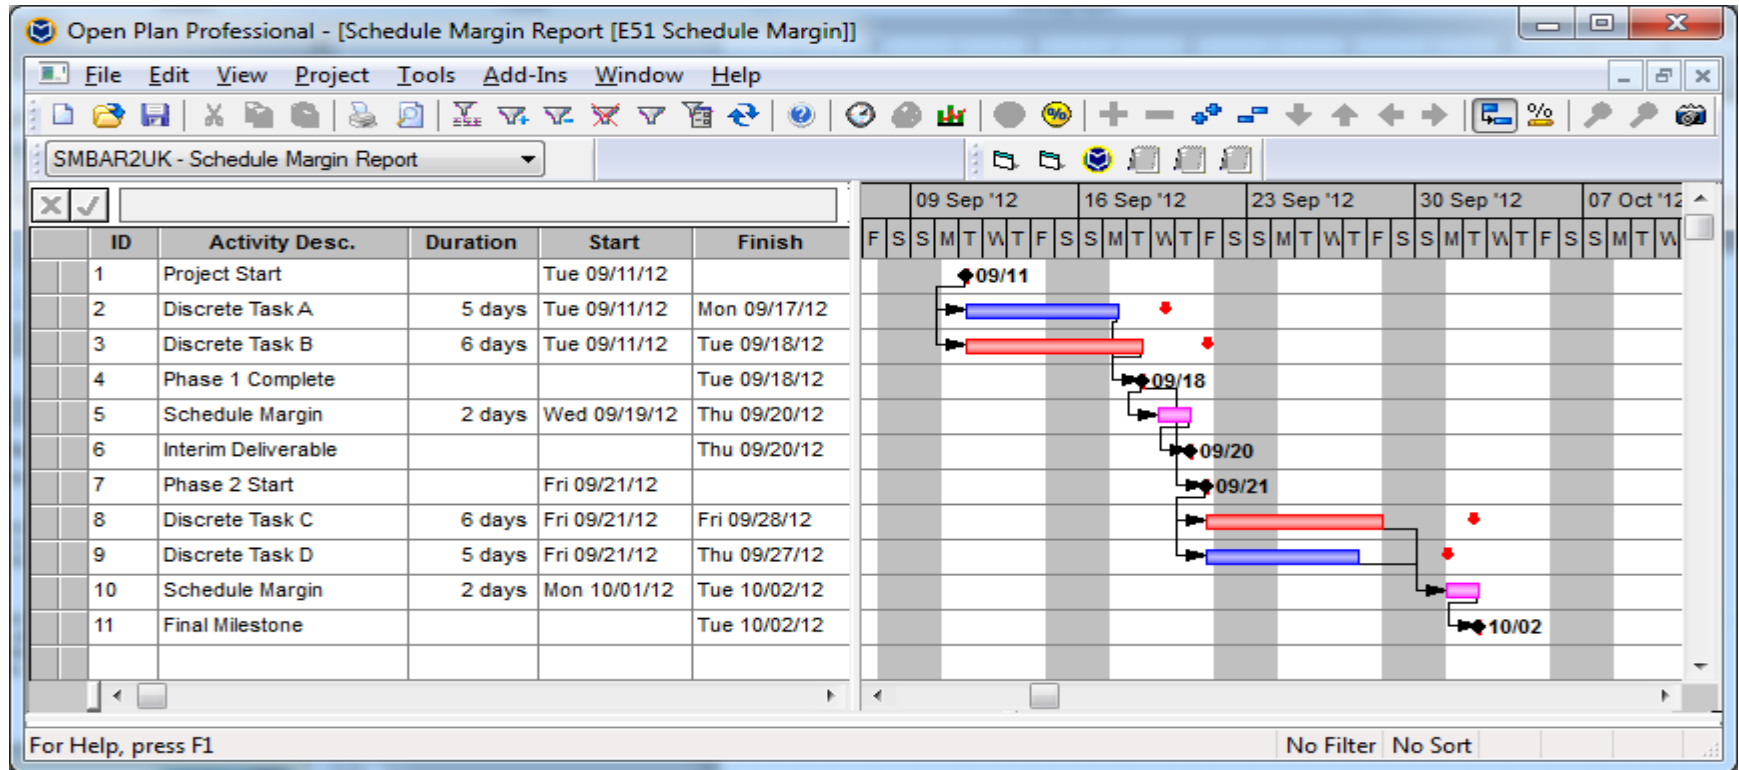 Open Plan Professional - [Schedule Margin Report [E51 Schedule Margin]]
File Edit View Project Tools Add-Ins Window Help
SMBAR2UK - Schedule Margin Report
09 Sep '12 16 Sep '12 23 Sep '12 30 Sep '12 07 Oct '12
ID Activity Desc. Duration Start Finish F S S M T W T F S S M T W T F S S M T W T F S S M T W T F S S M T W
1 Project Start Tue 09/11/12 09/11
2 Discrete Task A 5 days Tue 09/11/12 Mon 09/17/12
3 Discrete Task B 6 days Tue 09/11/12 Tue 09/18/12
4 Phase 1 Complete Tue 09/18/12 09/18
5 Schedule Margin 2 days Wed 09/19/12 Thu 09/20/12
6 Interim Deliverable Thu 09/20/12 09/20
7 Phase 2 Start Fri 09/21/12 09/21
8 Discrete Task C 6 days Fri 09/21/12 Fri 09/28/12
9 Discrete Task D 5 days Fri 09/21/12 Thu 09/27/12
10 Schedule Margin 2 days Mon 10/01/12 Tue 10/02/12
11 Final Milestone Tue 10/02/12 10/02
For Help, press F1 No Filter No Sort